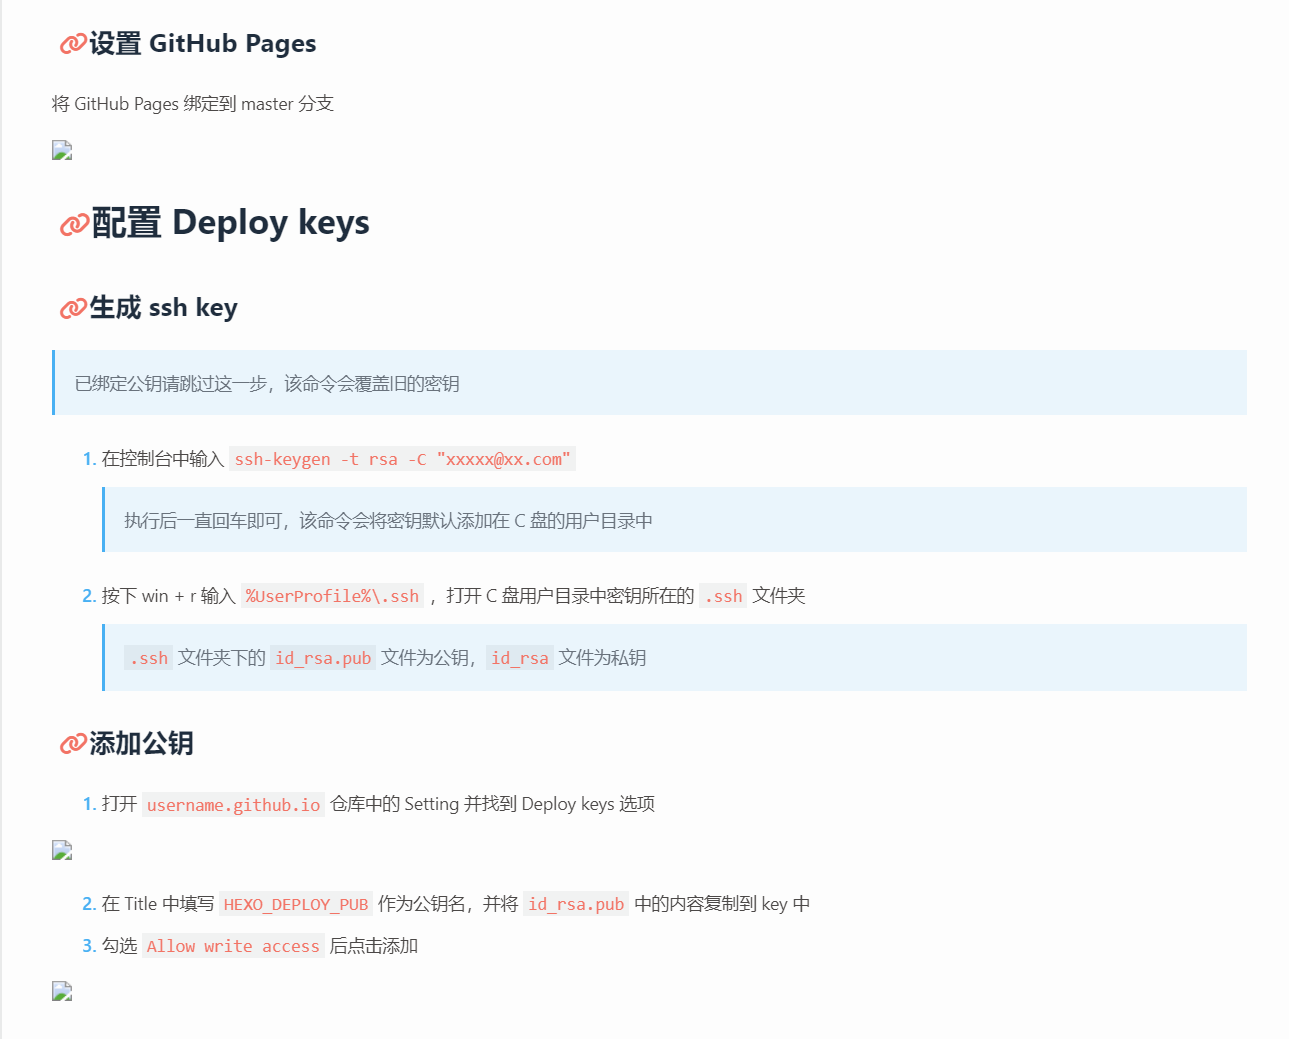 设置 GitHub Pages
将 GitHub Pages 绑定到 master 分支
配置 Deploy keys
生成 ssh key
已绑定公钥请跳过这一步，该命令会覆盖旧的密钥
1. 在控制台中输入 ssh-keygen -t rsa -C "xxxxx@xx.com"
执行后一直回车即可，该命令会将密钥默认添加在 C 盘的用户目录中
2. 按下 win + r 输入 %UserProfile%\.ssh ，打开 C 盘用户目录中密钥所在的 .ssh 文件夹
.ssh 文件夹下的 id_rsa.pub 文件为公钥，id_rsa 文件为私钥
添加公钥
1. 打开 username.github.io 仓库中的 Setting 并找到 Deploy keys 选项
2. 在 Title 中填写 HEXO_DEPLOY_PUB 作为公钥名，并将 id_rsa.pub 中的内容复制到 key 中
3. 勾选 Allow write access 后点击添加